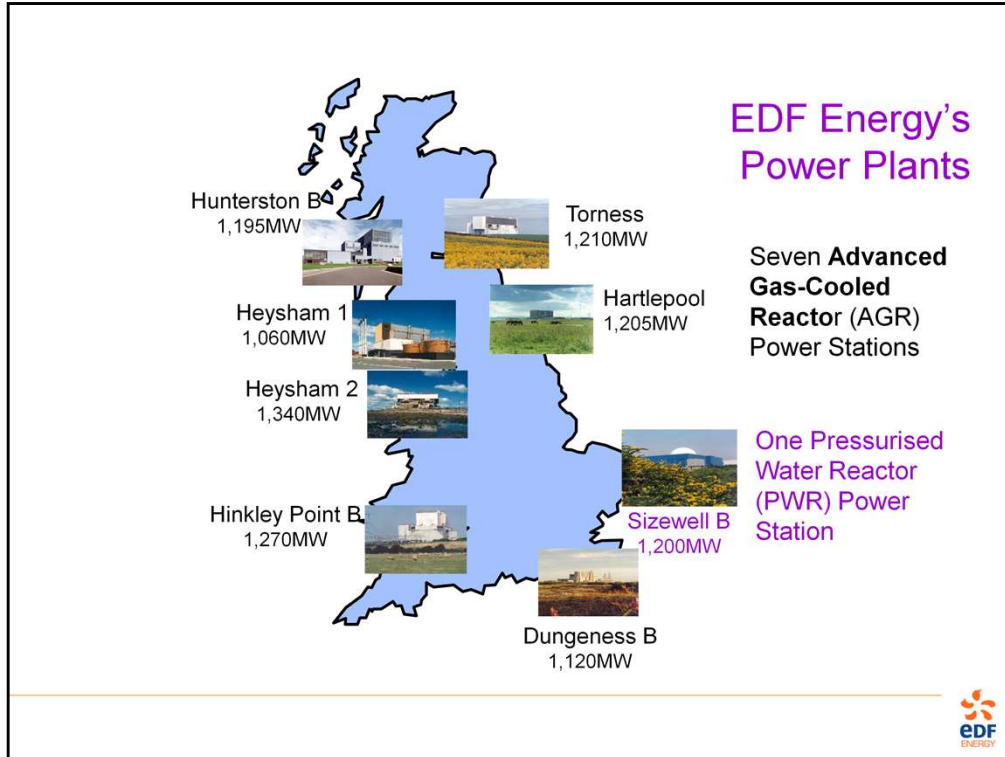 EDF Energy's
Power Plants
Hunterston B
1,195MW
Torness
1,210MW
Seven Advanced
Gas-Cooled
Reactor (AGR)
Power Stations
Heysham 1
1,060MW
Hartlepool
1,205MW
Heysham 2
1,340MW
One Pressurised
Water Reactor
(PWR) Power
Station
Hinkley Point B
1,270MW
Sizewell B
1,200MW
Dungeness B
1,120MW
eDF
ENERGY